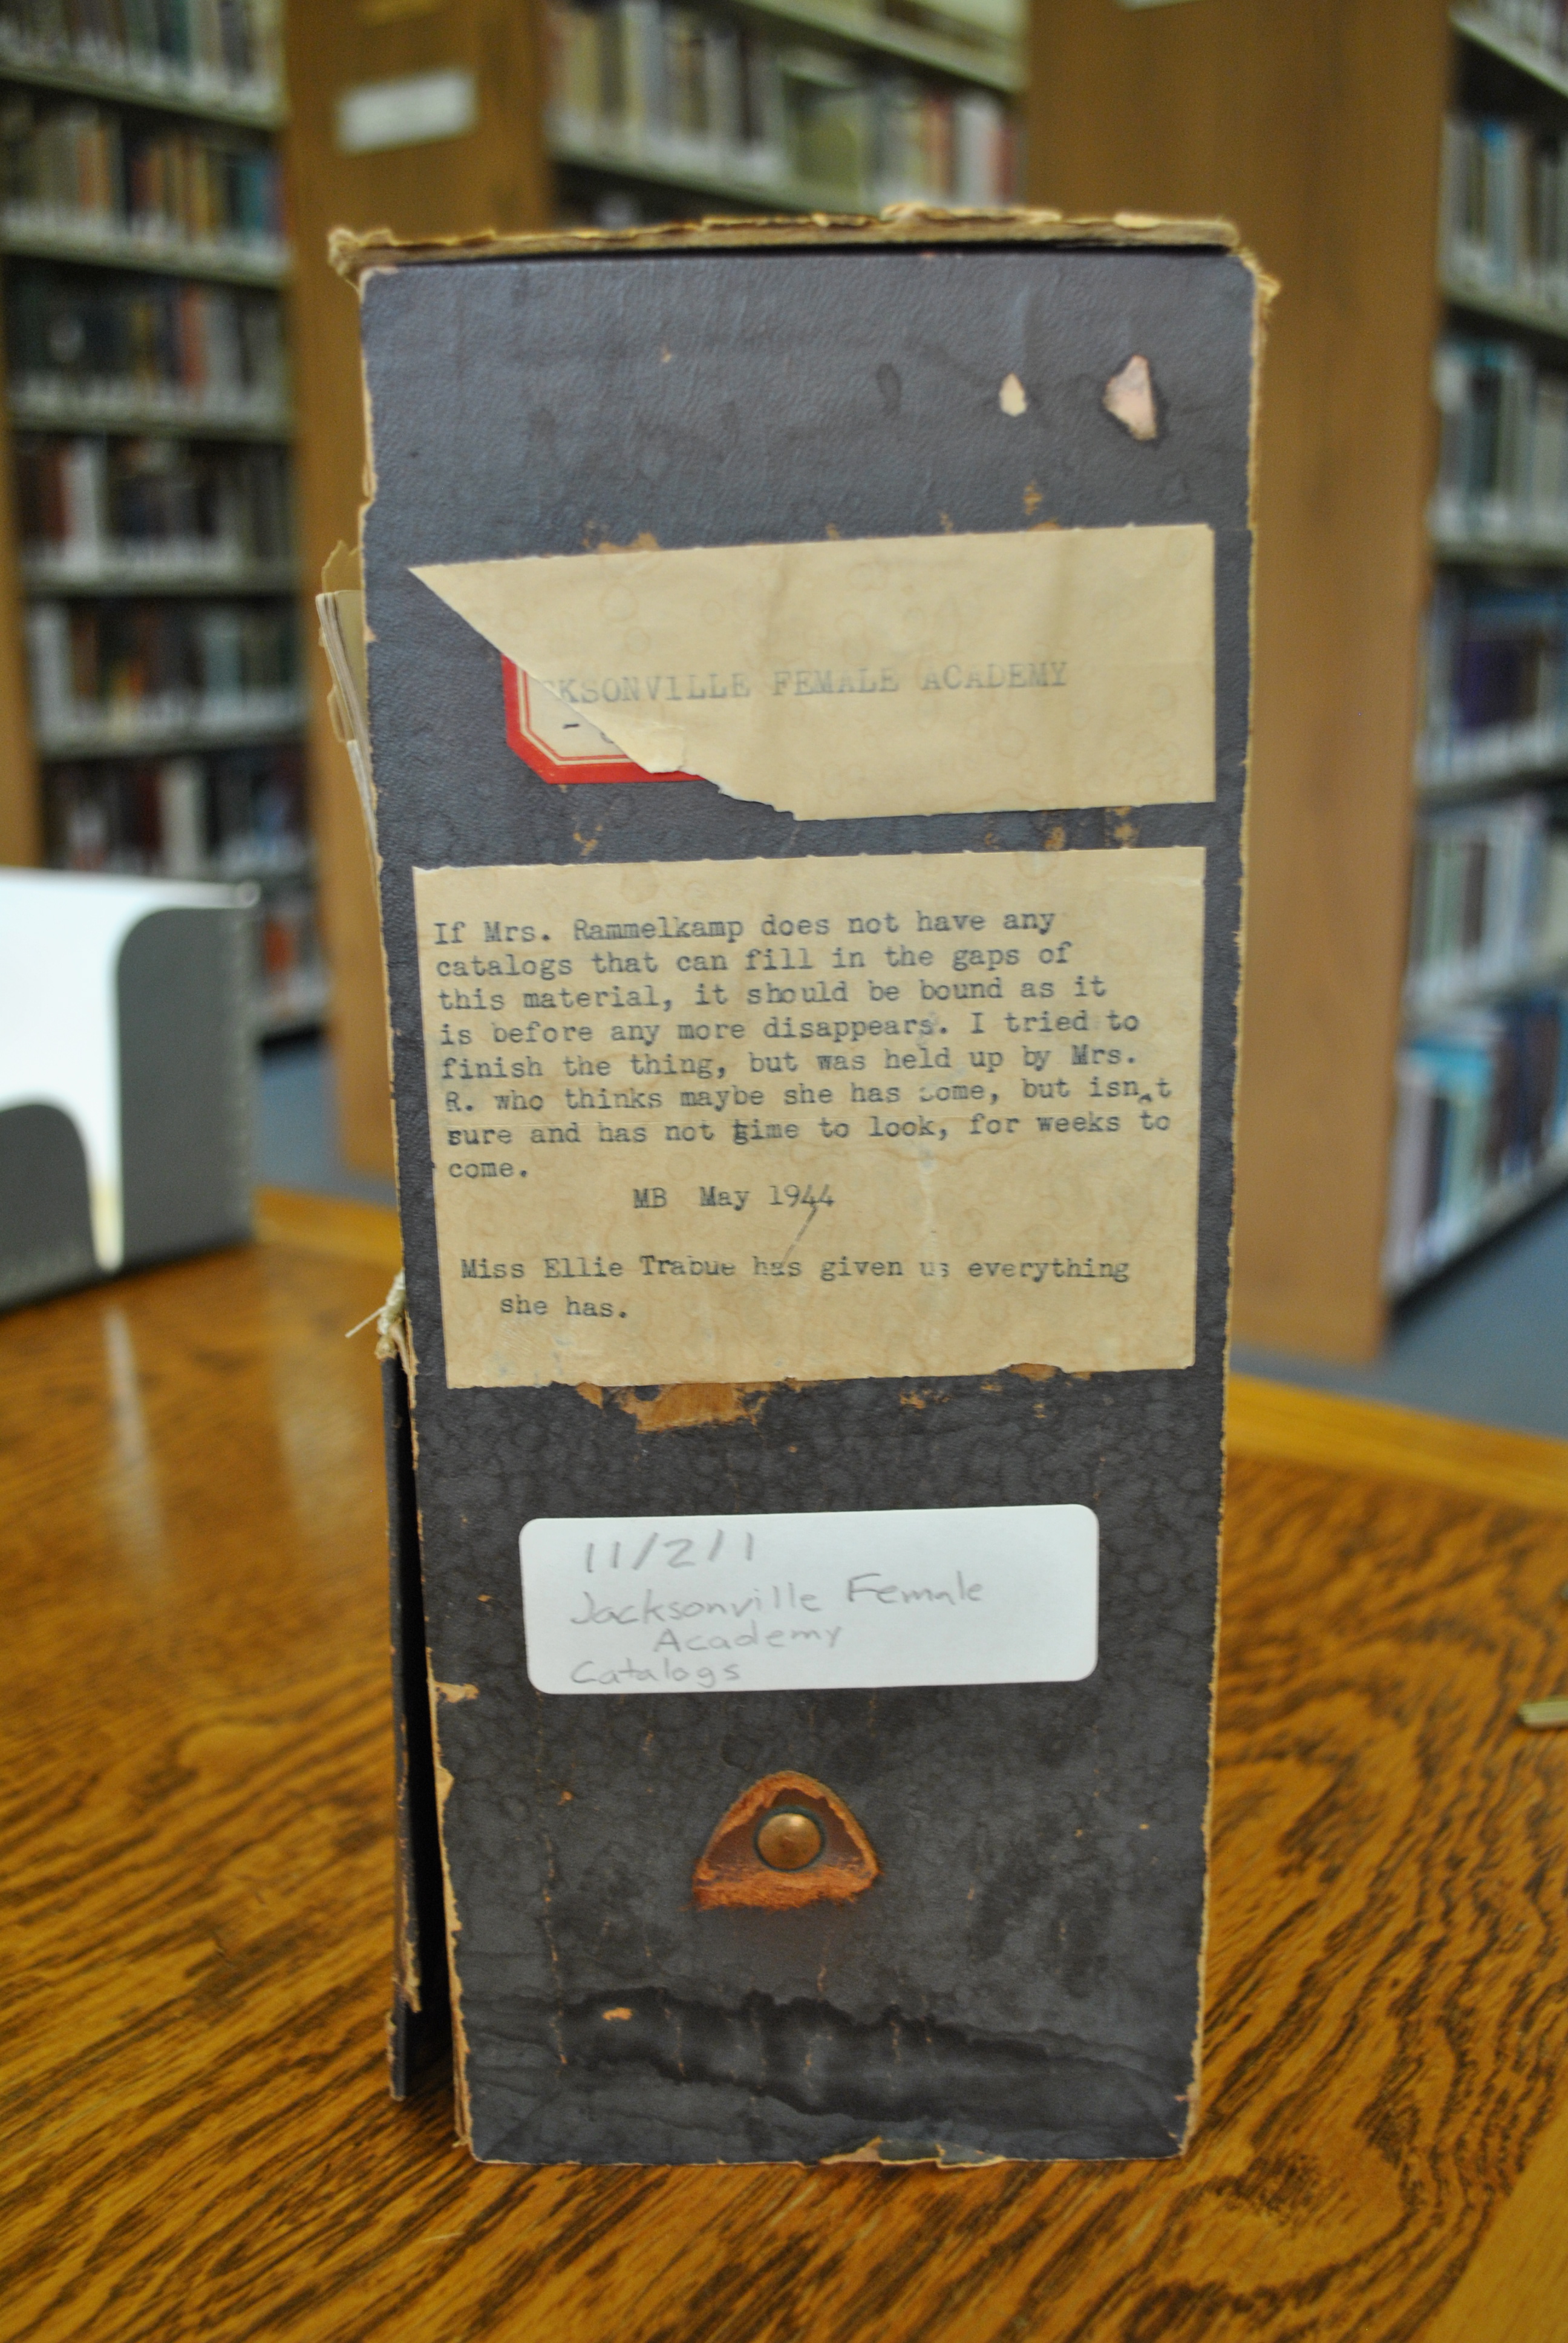 CKSONVILLE FEMALE ACADEMY
If Mrs. Rammelkamp does not have any
catalogs that can fill in the gaps of
this material, it should be bound as it
is before any more disappears. I tried to
finish the thing, but was held up by Mrs.
R. who thinks maybe she has some, but isn,t
sure and has not time to look, for weeks to
come.
MB May 1944
Miss Ellie Trabue has given us everything
she has.
11/2/1
Jacksonville Female
Academy
Catalogs